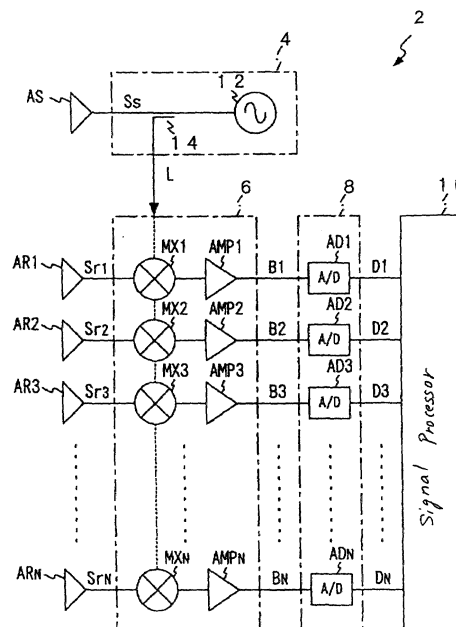 2
4
AS
Ss
12
14
L
6
8
1
MX1
AMP1
AD1
AR1
Sr1
B1
A/D
D1
MX2
AMP2
AD2
AR2
Sr2
B2
A/D
D2
MX3
AMP3
AD3
AR3
Sr3
B3
A/D
D3
Signal Processor
MXN
AMPN
ADN
ARN
SrN
BN
A/D
DN